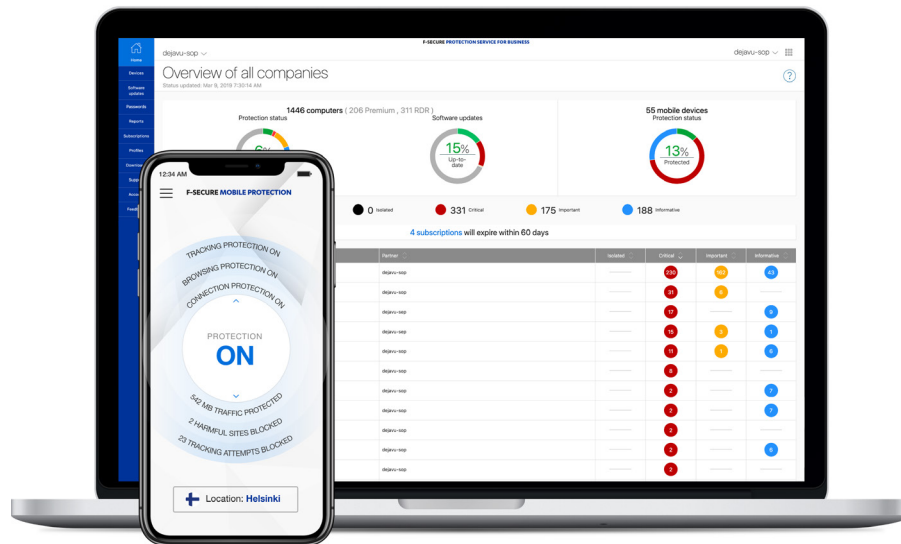 F-SECURE PROTECTION SERVICE FOR BUSINESS
dejavu-sop
dejavu-sop
Home
Devices
Software
updates
Passwords
Reports
Subscriptions
Profiles
Overview of all companies
Status updated: Mar 9, 2019 7:30:14 AM
?
1446 computers ( 206 Premium , 311 RDR )
Protection status
Software updates
15%
Up-to-
date
55 mobile devices
Protection status
13%
Protected
0 Isolated
331 Critical
175 Important
188 Informative
4 subscriptions will expire within 60 days
Partner Isolated Critical Important Informative
dejavu-sop 230 162 43
dejavu-sop 31 6
dejavu-sop 17 9
dejavu-sop 15 3 1
dejavu-sop 11 1 6
dejavu-sop 8
dejavu-sop 2 7
dejavu-sop 2 7
dejavu-sop 2
dejavu-sop 2 5
dejavu-sop 2
12:34 AM
F-SECURE MOBILE PROTECTION
TRACKING PROTECTION ON
BROWSING PROTECTION ON
CONNECTION PROTECTION ON
PROTECTION
ON
542 MB TRAFFIC PROTECTED
2 HARMFUL SITES BLOCKED
23 TRACKING ATTEMPTS BLOCKED
Location: Helsinki